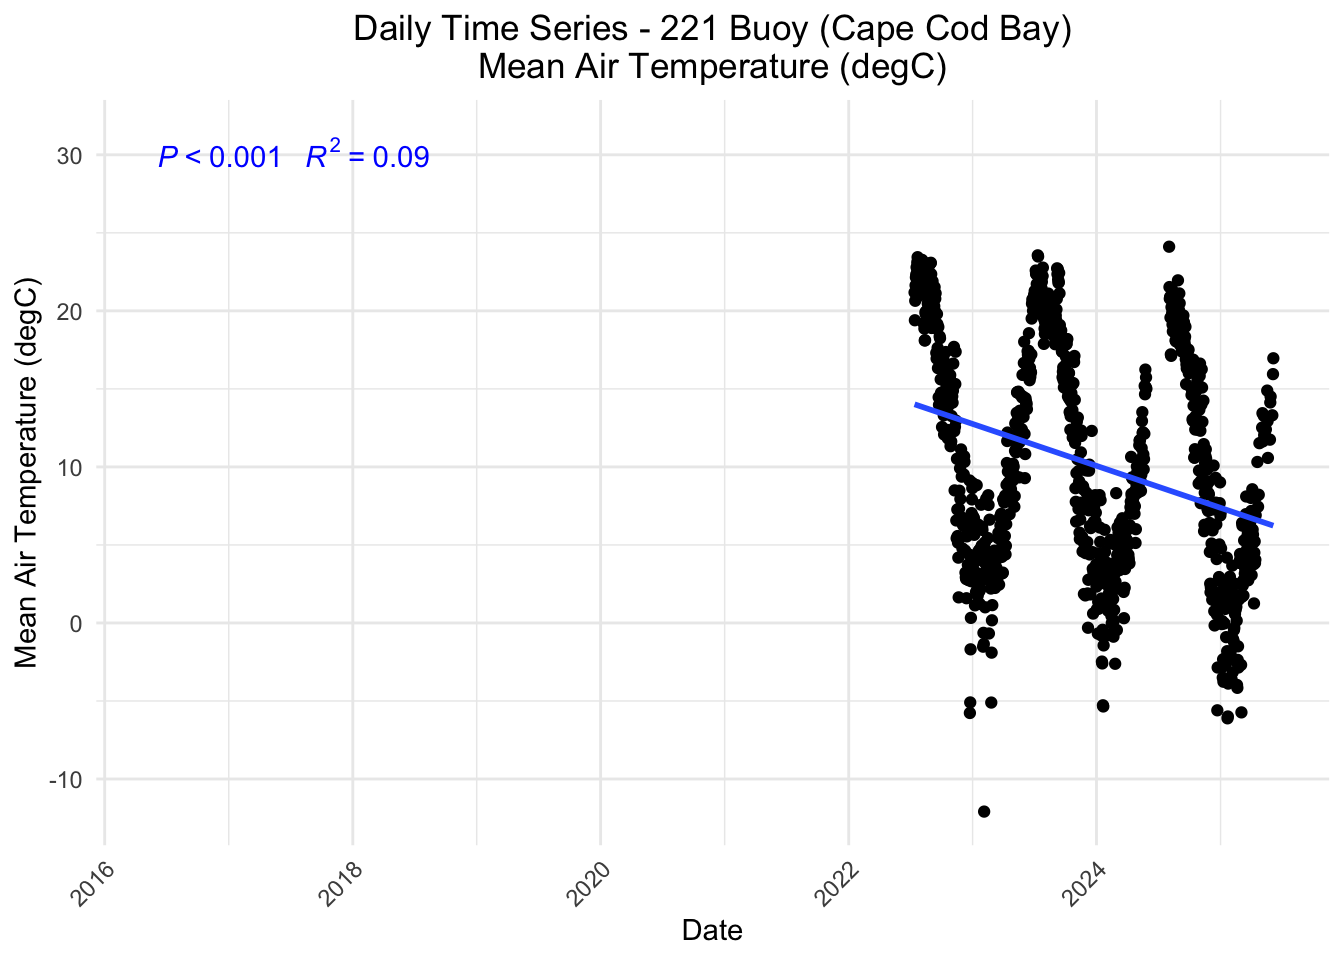 Daily Time Series - 221 Buoy (Cape Cod Bay)
Mean Air Temperature (degC)
P < 0.001 R² = 0.09
30
20
10
0
-10
Mean Air Temperature (degC)
2016
2018
2020
2022
2024
Date